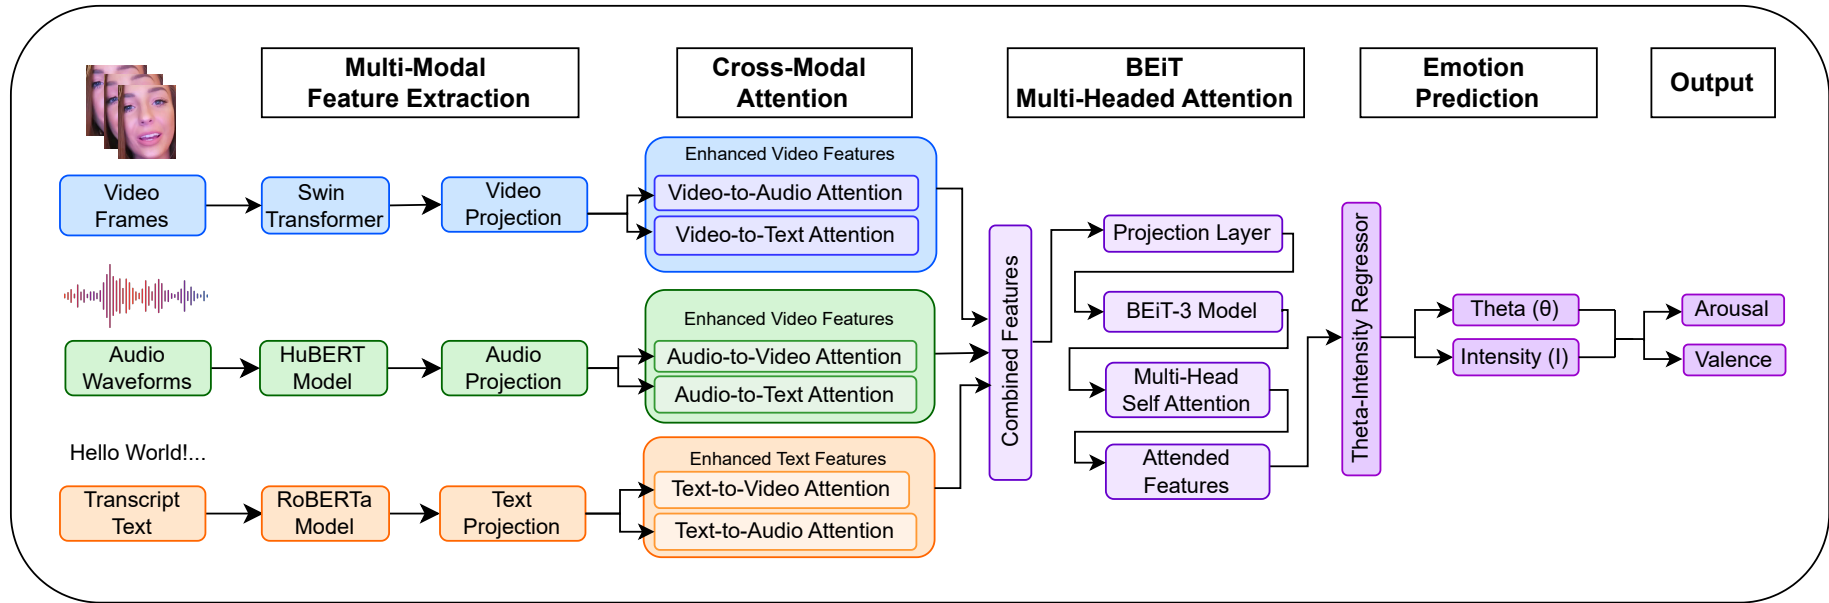 Multi-Modal
Feature Extraction
Cross-Modal
Attention
BEiT
Multi-Headed Attention
Emotion
Prediction
Output
Video
Frames
Swin
Transformer
Video
Projection
Enhanced Video Features
Video-to-Audio Attention
Video-to-Text Attention
Audio
Waveforms
HuBERT
Model
Audio
Projection
Enhanced Video Features
Audio-to-Video Attention
Audio-to-Text Attention
Hello World!...
Transcript
Text
RoBERTa
Model
Text
Projection
Enhanced Text Features
Text-to-Video Attention
Text-to-Audio Attention
Combined Features
Projection Layer
BEiT-3 Model
Multi-Head
Self Attention
Attended
Features
Theta-Intensity Regressor
Theta (θ)
Intensity (I)
Arousal
Valence